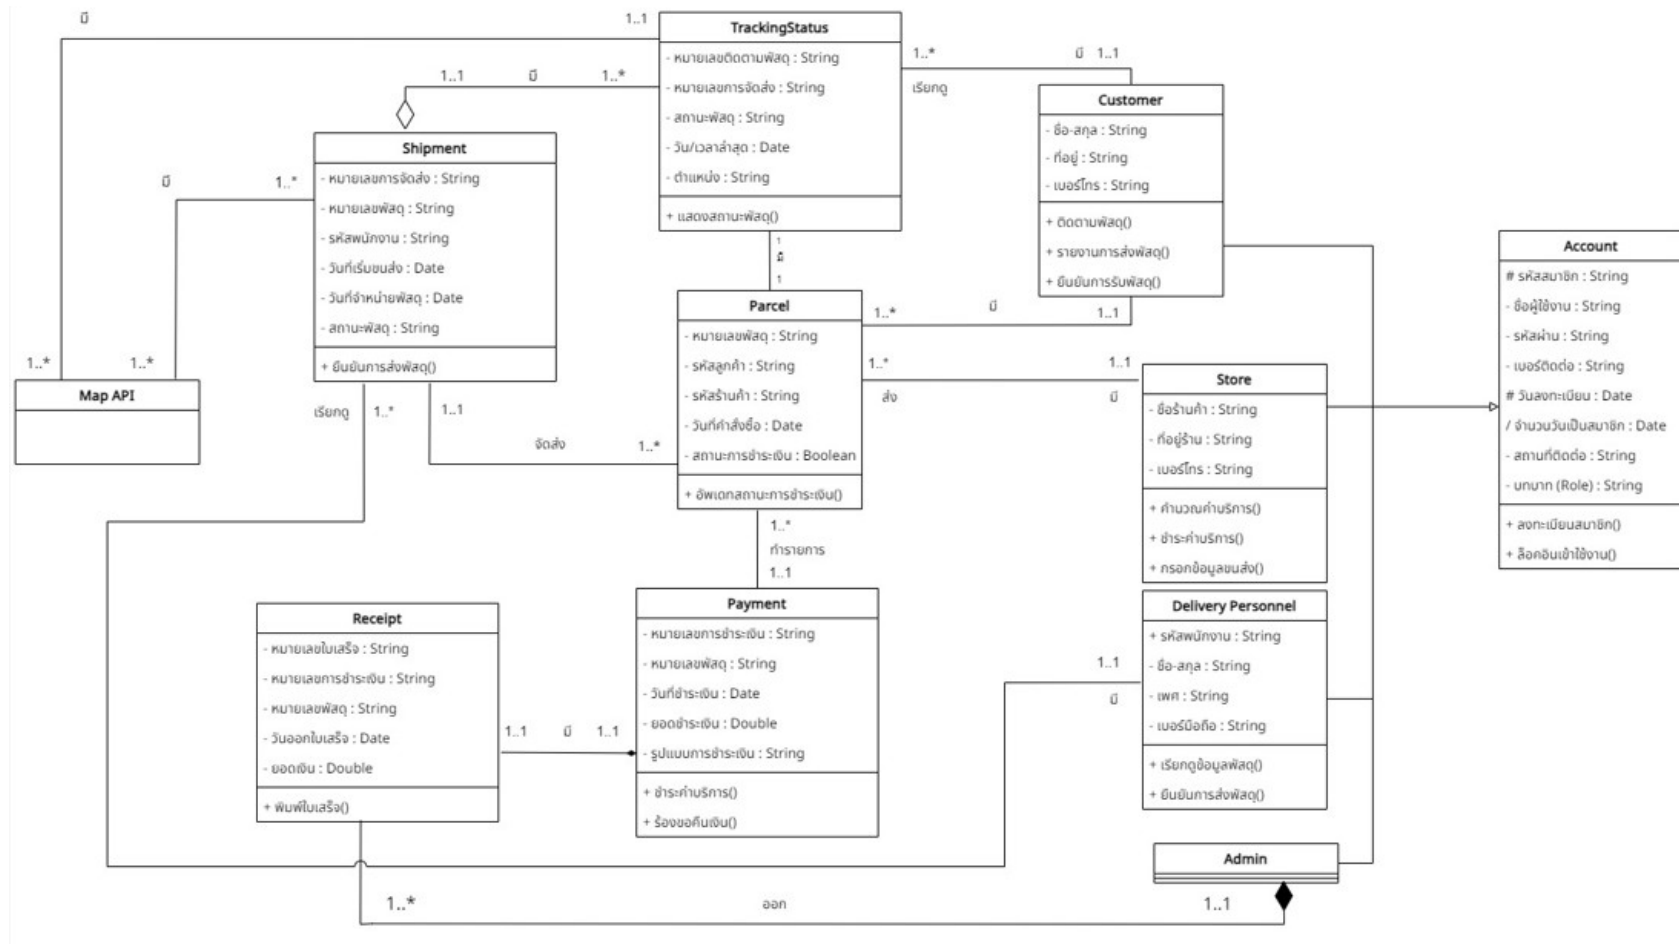 มี
1..1
TrackingStatus
- หมายเลขติดตามพัสดุ : String
- หมายเลขการจัดส่ง : String
- สถานะพัสดุ : String
- วัน/เวลาล่าสุด : Date
- ตำแหน่ง : String
+ แสดงสถานะพัสดุ()
1..1
มี
1..*
1..*
เรียกดู
มี
1..1
Customer
- ชื่อ-สกุล : String
- ที่อยู่ : String
- เบอร์โทร : String
+ ติดตามพัสดุ()
+ รายงานการส่งพัสดุ()
+ ยืนยันการรับพัสดุ()
Shipment
- หมายเลขการจัดส่ง : String
- หมายเลขพัสดุ : String
- รหัสพนักงาน : String
- วันที่เริ่มขนส่ง : Date
- วันที่จำหน่ายพัสดุ : Date
- สถานะพัสดุ : String
+ ยืนยันการส่งพัสดุ()
มี
1..*
1..*
1..*
Map API
1
มี
1
Parcel
- หมายเลขพัสดุ : String
- รหัสลูกค้า : String
- รหัสร้านค้า : String
- วันที่คำสั่งซื้อ : Date
- สถานะการชำระเงิน : Boolean
+ อัพเดทสถานะการชำระเงิน()
1..*
มี
1..1
1..*
ส่ง
1..1
มี
Account
# รหัสสมาชิก : String
- ชื่อผู้ใช้งาน : String
- รหัสผ่าน : String
- เบอร์ติดต่อ : String
# วันลงทะเบียน : Date
/ จำนวนวันเป็นสมาชิก : Date
- สถานที่ติดต่อ : String
- บทบาท (Role) : String
+ ลงทะเบียนสมาชิก()
+ ล็อคอินเข้าใช้งาน()
Store
- ชื่อร้านค้า : String
- ที่อยู่ร้าน : String
- เบอร์โทร : String
+ คำนวณค่าบริการ()
+ ชำระค่าบริการ()
+ กรอกข้อมูลขนส่ง()
เรียกดู
1..*
1..1
จัดส่ง
1..*
1..*
ทำรายการ
1..1
Payment
- หมายเลขการชำระเงิน : String
- หมายเลขพัสดุ : String
- วันที่ชำระเงิน : Date
- ยอดชำระเงิน : Double
- รูปแบบการชำระเงิน : String
+ ชำระค่าบริการ()
+ ร้องขอคืนเงิน()
Receipt
- หมายเลขใบเสร็จ : String
- หมายเลขการชำระเงิน : String
- หมายเลขพัสดุ : String
- วันออกใบเสร็จ : Date
- ยอดเงิน : Double
+ พิมพ์ใบเสร็จ()
1..1
มี
1..1
Delivery Personnel
+ รหัสพนักงาน : String
- ชื่อ-สกุล : String
- เพศ : String
- เบอร์มือถือ : String
+ เรียกดูข้อมูลพัสดุ()
+ ยืนยันการส่งพัสดุ()
1..1
มี
Admin
1..*
ออก
1..1